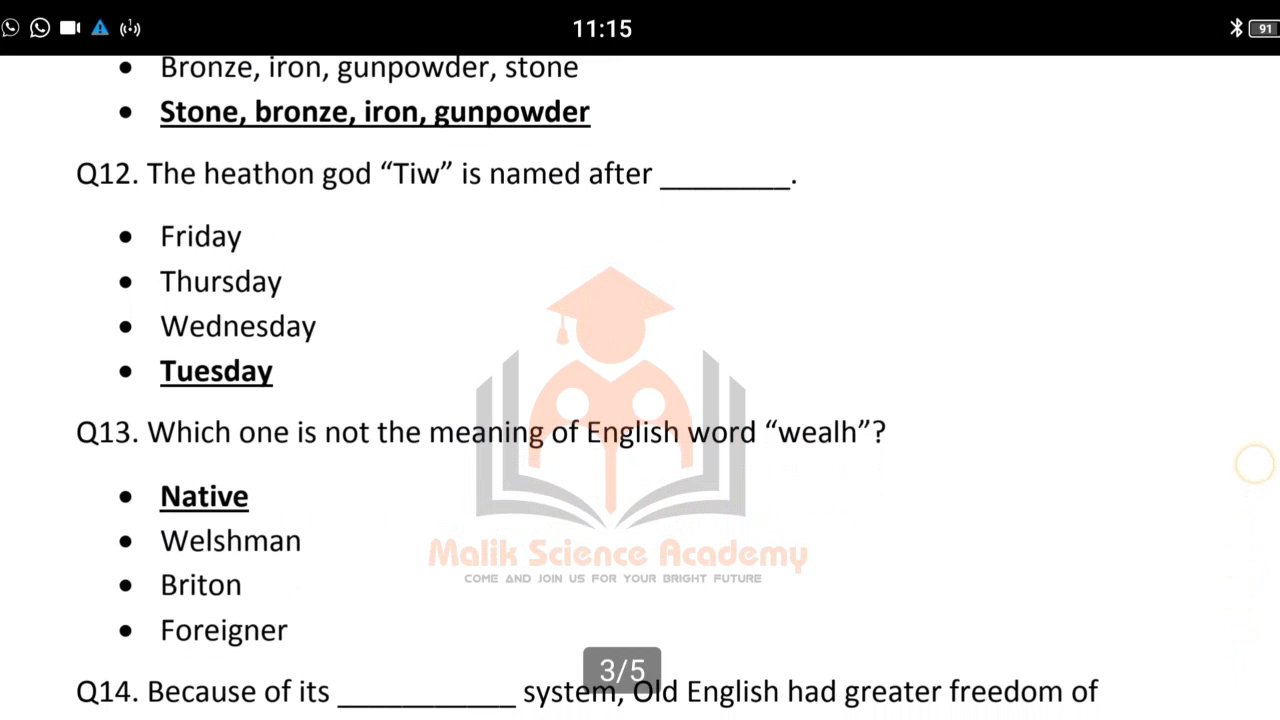 11:15
91
• Bronze, iron, gunpowder, stone
• Stone, bronze, iron, gunpowder
Q12. The heathon god “Tiw” is named after ________.
• Friday
• Thursday
• Wednesday
• Tuesday
Q13. Which one is not the meaning of English word “wealh”?
• Native
• Welshman
• Briton
• Foreigner
Malik Science Academy
COME AND JOIN US FOR YOUR BRIGHT FUTURE
3/5
Q14. Because of its ___________ system, Old English had greater freedom of